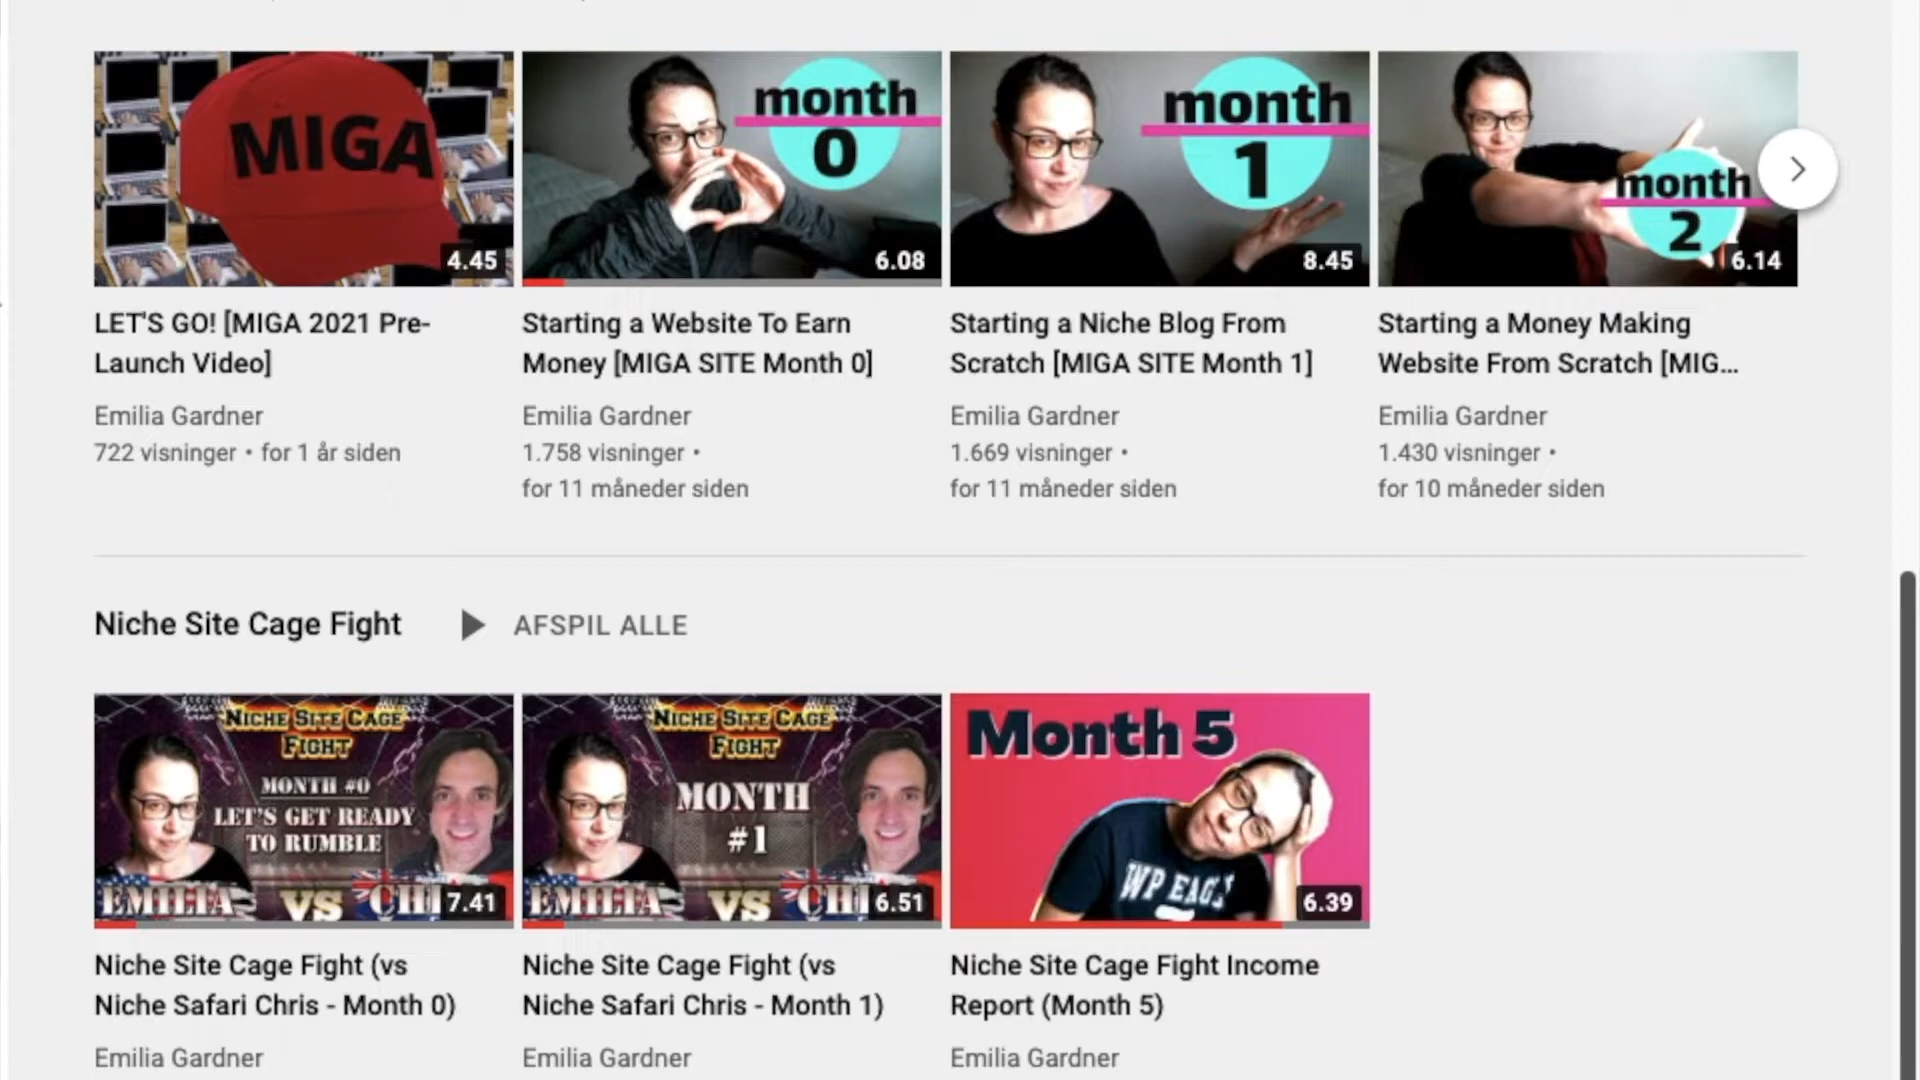 MIGA
4.45
month
0
6.08
month
1
8.45
month
2
6.14
LET'S GO! [MIGA 2021 Pre-
Launch Video]
Emilia Gardner
722 visninger • for 1 år siden
Starting a Website To Earn
Money [MIGA SITE Month 0]
Emilia Gardner
1.758 visninger •
for 11 måneder siden
Starting a Niche Blog From
Scratch [MIGA SITE Month 1]
Emilia Gardner
1.669 visninger •
for 11 måneder siden
Starting a Money Making
Website From Scratch [MIG...
Emilia Gardner
1.430 visninger •
for 10 måneder siden
Niche Site Cage Fight
AFSPIL ALLE
NICHE SITE CAGE
FIGHT
MONTH #0
LET'S GET READY
TO RUMBLE
EMILIA VS CHI
7.41
NICHE SITE CAGE
FIGHT
MONTH
#1
EMILIA VS CHI
6.51
Month 5
WP EAGL
6.39
Niche Site Cage Fight (vs
Niche Safari Chris - Month 0)
Emilia Gardner
Niche Site Cage Fight (vs
Niche Safari Chris - Month 1)
Emilia Gardner
Niche Site Cage Fight Income
Report (Month 5)
Emilia Gardner